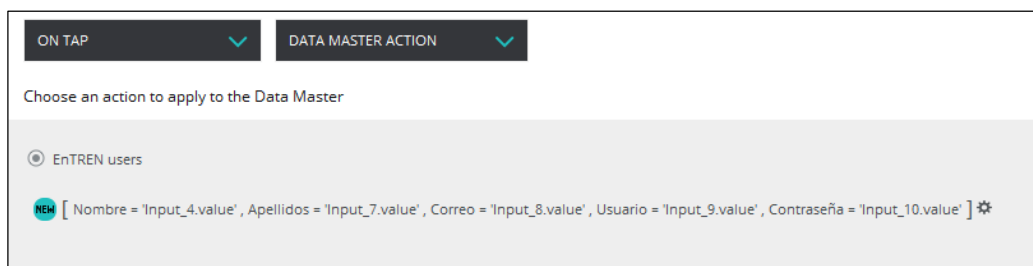 ON TAP DATA MASTER ACTION
Choose an action to apply to the Data Master
EnTREN users
NEW [ Nombre = 'Input_4.value' , Apellidos = 'Input_7.value' , Correo = 'Input_8.value' , Usuario = 'Input_9.value' , Contraseña = 'Input_10.value' ]